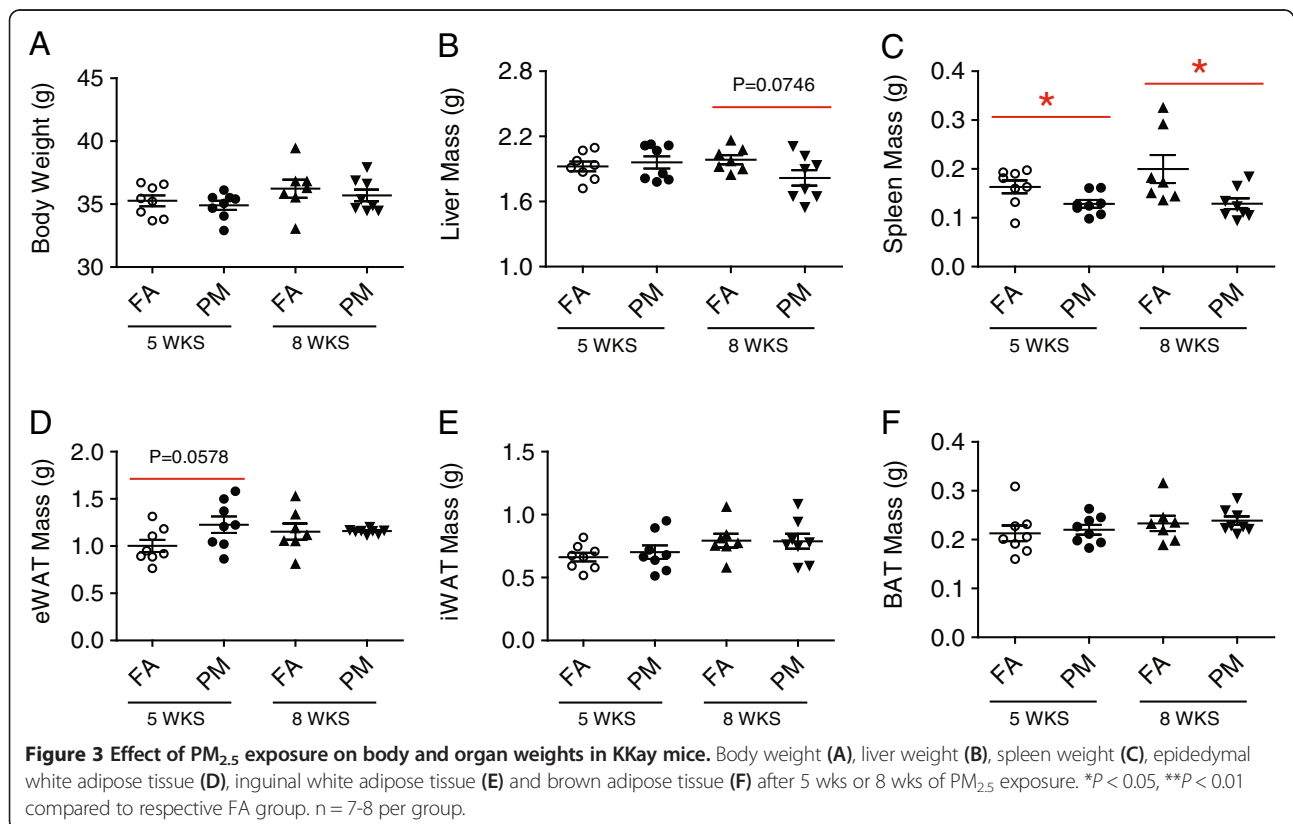 A
Body Weight (g)
45
40
35
30
FA PM FA PM
5 WKS 8 WKS
B
Liver Mass (g)
2.8
2.2
1.6
1.0
P=0.0746
FA PM FA PM
5 WKS 8 WKS
C
Spleen Mass (g)
0.4
0.3
0.2
0.1
0.0
* *
FA PM FA PM
5 WKS 8 WKS
D
eWAT Mass (g)
2.0
1.5
1.0
0.5
0.0
P=0.0578
FA PM FA PM
5 WKS 8 WKS
E
iWAT Mass (g)
1.5
1.0
0.5
0.0
FA PM FA PM
5 WKS 8 WKS
F
BAT Mass (g)
0.4
0.3
0.2
0.1
0.0
FA PM FA PM
5 WKS 8 WKS
Figure 3 Effect of PM2.5 exposure on body and organ weights in KKay mice. Body weight (A), liver weight (B), spleen weight (C), epidedymal
white adipose tissue (D), inguinal white adipose tissue (E) and brown adipose tissue (F) after 5 wks or 8 wks of PM2.5 exposure. *P < 0.05, **P < 0.01
compared to respective FA group. n = 7-8 per group.